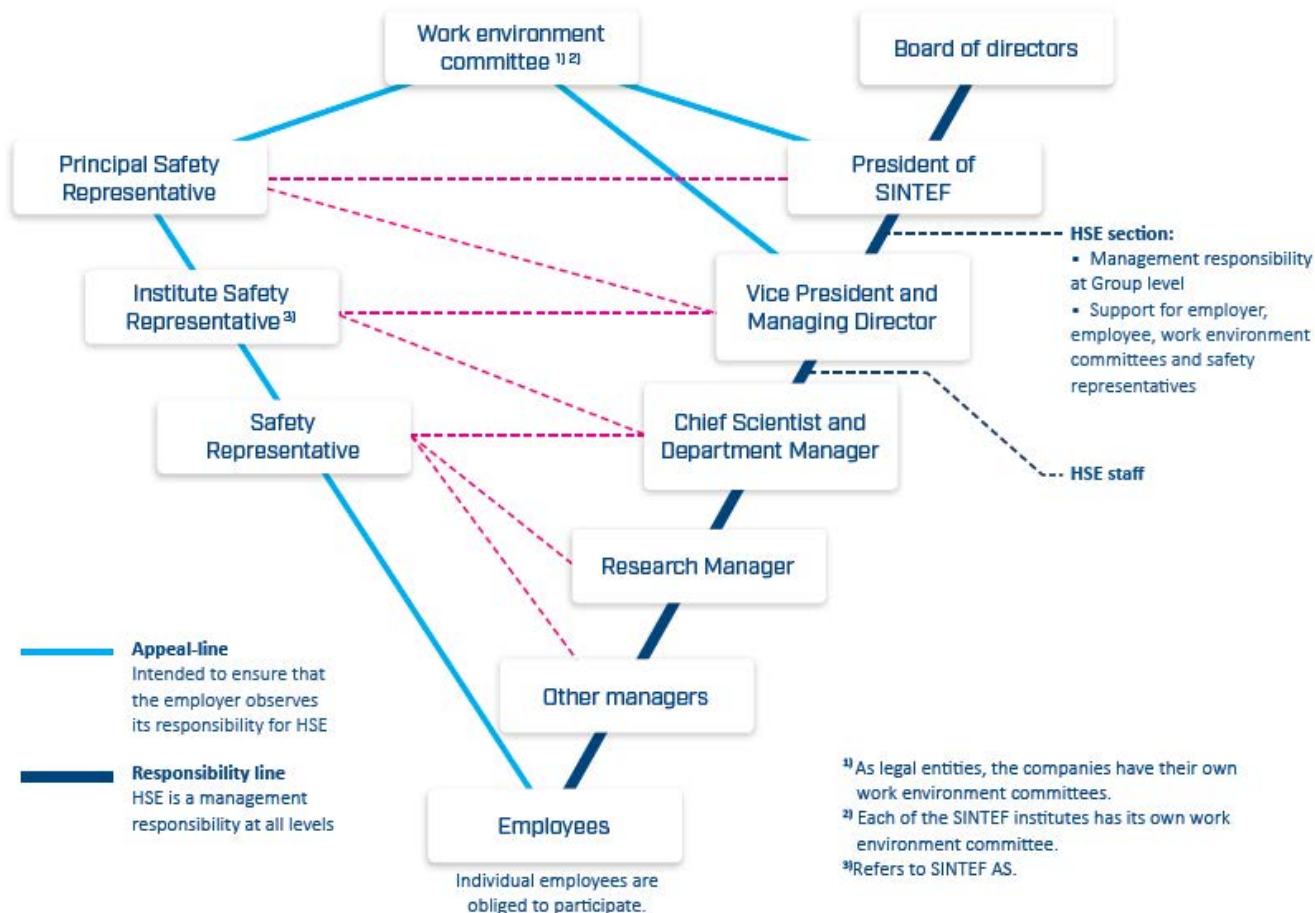 Work environment
committee ¹⁾ ²⁾
Board of directors
Principal Safety
Representative
President of
SINTEF
HSE section:
▪ Management responsibility
at Group level
▪ Support for employer,
employee, work environment
committees and safety
representatives
Institute Safety
Representative ³⁾
Vice President and
Managing Director
Safety
Representative
Chief Scientist and
Department Manager
HSE staff
Research Manager
Other managers
Employees
Individual employees are
obliged to participate.
Appeal-line
Intended to ensure that
the employer observes
its responsibility for HSE
Responsibility line
HSE is a management
responsibility at all levels
¹⁾ As legal entities, the companies have their own
work environment committees.
²⁾ Each of the SINTEF institutes has its own work
environment committee.
³⁾Refers to SINTEF AS.